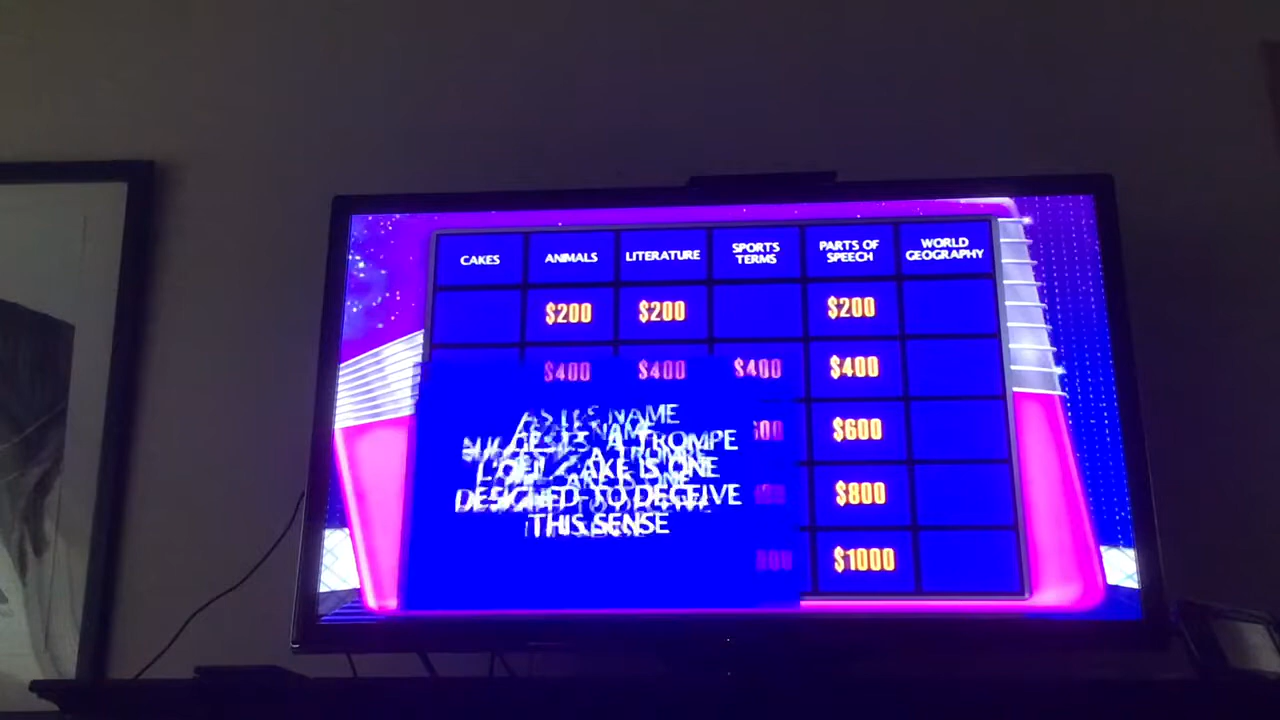 CAKES
ANIMALS
LITERATURE
SPORTS
TERMS
PARTS OF
SPEECH
WORLD
GEOGRAPHY
$200
$200
$200
$400
$400
$400
$400
$600
$800
$1000
AS ITS NAME
SUGGESTS, A TROMPE
L'OEIL CAKE IS ONE
DESIGNED TO DECEIVE
THIS SENSE